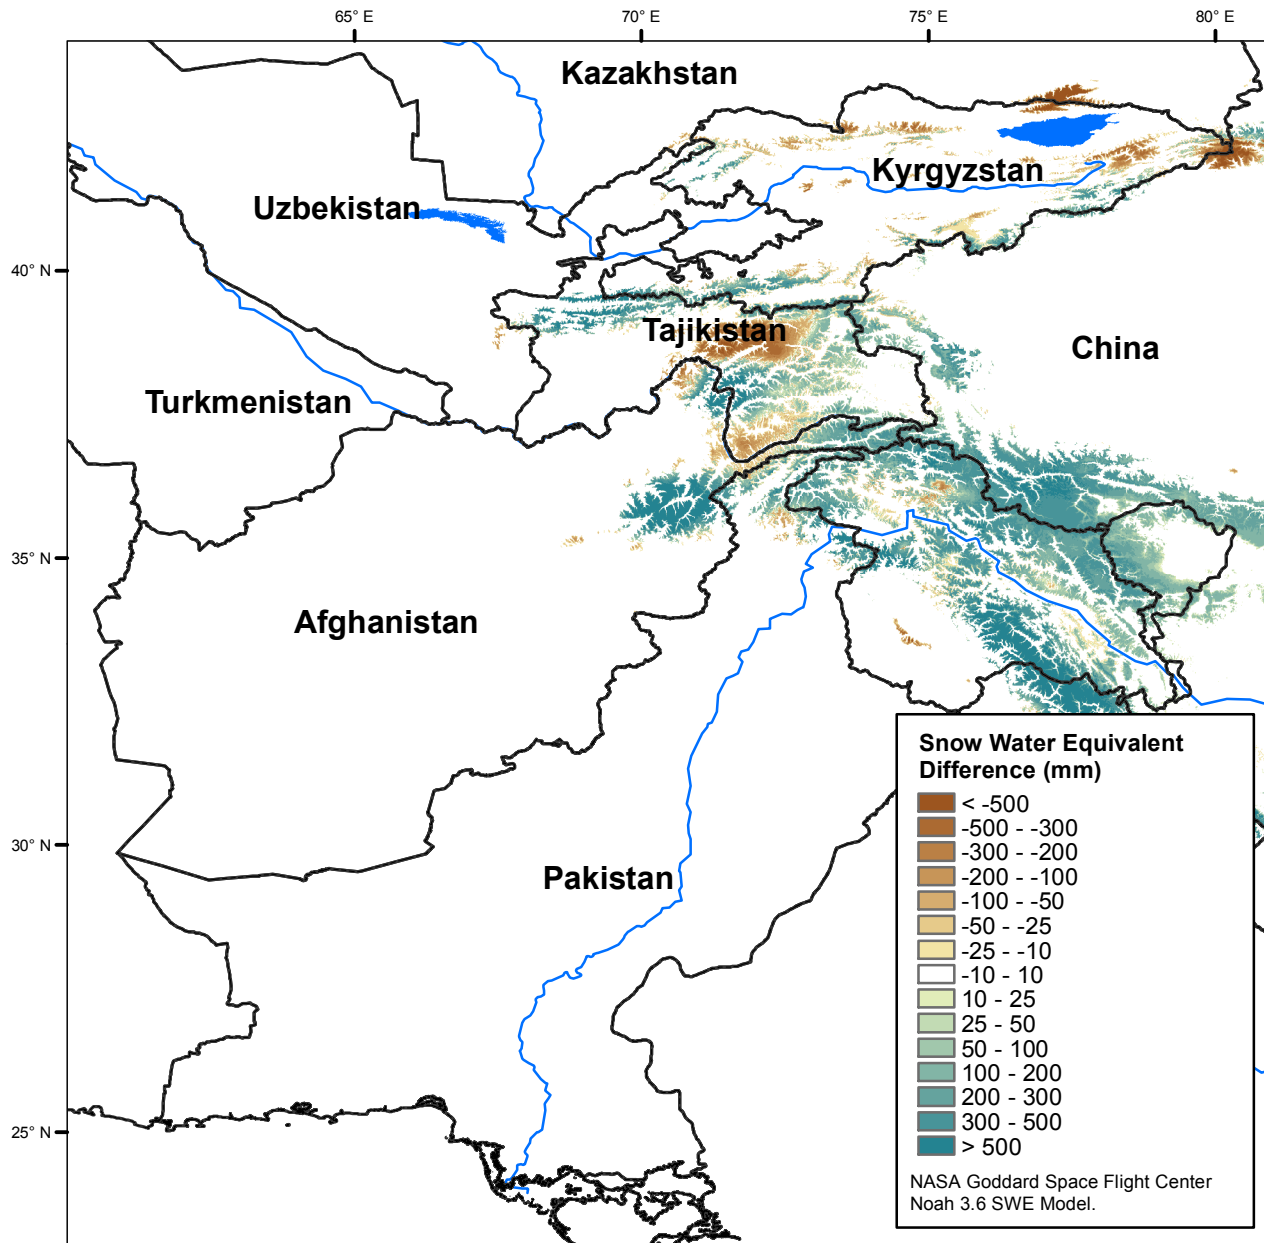 65° E
70° E
75° E
80° E
Kazakhstan
Kyrgyzstan
Uzbekistan
40° N
Tajikistan
China
Turkmenistan
35° N
Afghanistan
Snow Water Equivalent
Difference (mm)
< -500
-500 - -300
-300 - -200
-200 - -100
-100 - -50
-50 - -25
-25 - -10
-10 - 10
10 - 25
25 - 50
50 - 100
100 - 200
200 - 300
300 - 500
> 500
NASA Goddard Space Flight Center
Noah 3.6 SWE Model.
30° N
Pakistan
25° N